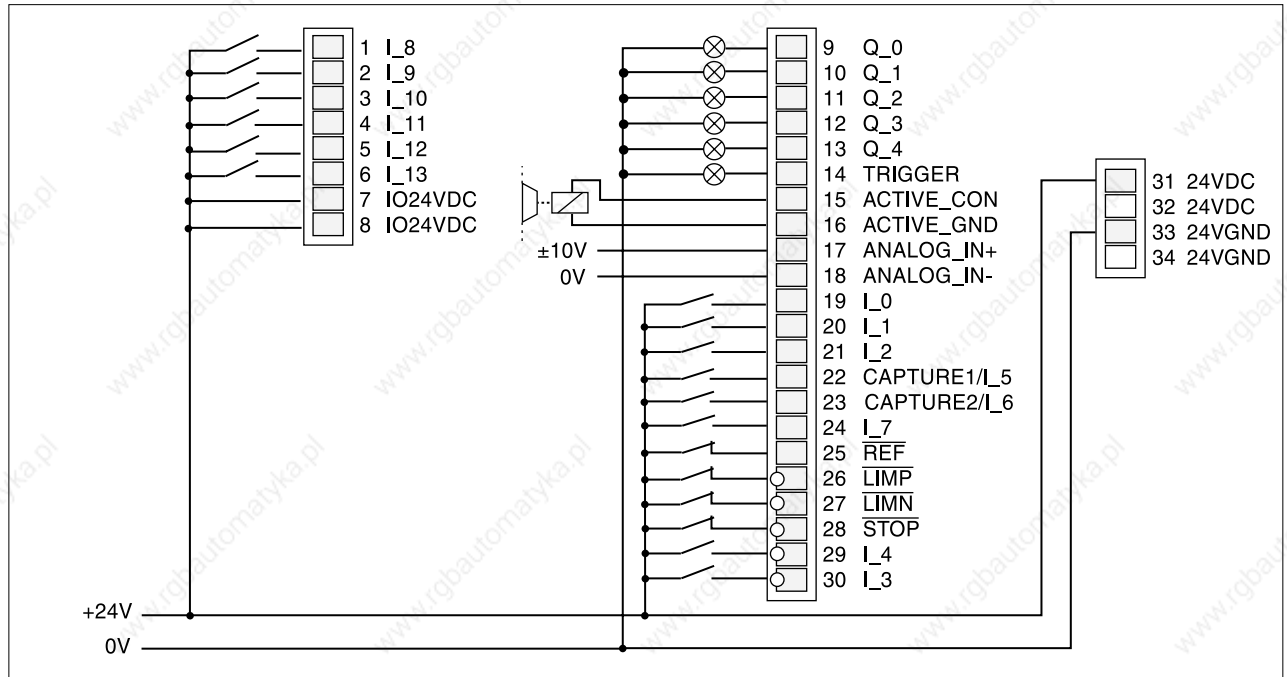 1 I_8
2 I_9
3 I_10
4 I_11
5 I_12
6 I_13
7 IO24VDC
8 IO24VDC
9 Q_0
10 Q_1
11 Q_2
12 Q_3
13 Q_4
14 TRIGGER
15 ACTIVE_CON
16 ACTIVE_GND
±10V 17 ANALOG_IN+
0V 18 ANALOG_IN-
19 I_0
20 I_1
21 I_2
22 CAPTURE1/I_5
23 CAPTURE2/I_6
24 I_7
25 REF
26 LIMP
27 LIMN
28 STOP
29 I_4
30 I_3
31 24VDC
32 24VDC
33 24VGND
34 24VGND
+24V
0V
www.rgbautomatyka.pl